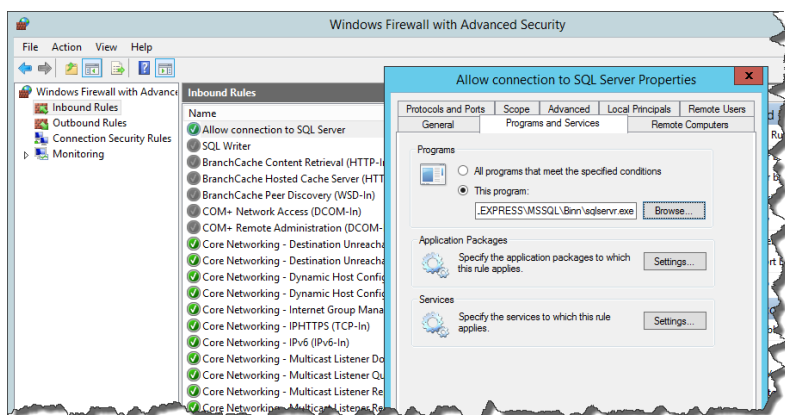 Windows Firewall with Advanced Security
File Action View Help
Windows Firewall with Advance
Inbound Rules
Outbound Rules
Connection Security Rules
Monitoring
Inbound Rules
Name
Allow connection to SQL Server
SQL Writer
BranchCache Content Retrieval (HTTP-I
BranchCache Hosted Cache Server (HTT
BranchCache Peer Discovery (WSD-In)
COM+ Network Access (DCOM-In)
COM+ Remote Administration (DCOM-
Core Networking - Destination Unreacha
Core Networking - Destination Unreacha
Core Networking - Dynamic Host Config
Core Networking - Dynamic Host Config
Core Networking - Internet Group Mana
Core Networking - IPHTTPS (TCP-In)
Core Networking - IPv6 (IPv6-In)
Core Networking - Multicast Listener Do
Core Networking - Multicast Listener Qu
Core Networking - Multicast Listener Re
Core Networking - Multicast Listener Re
Allow connection to SQL Server Properties
x
Protocols and Ports Scope Advanced Local Principals Remote Users
General Programs and Services Remote Computers
Programs
All programs that meet the specified conditions
This program:
.EXPRESS\MSSQL\Binn\sqlservr.exe Browse...
Application Packages
Specify the application packages to which
this rule applies.
Settings...
Services
Specify the services to which this rule
applies.
Settings...